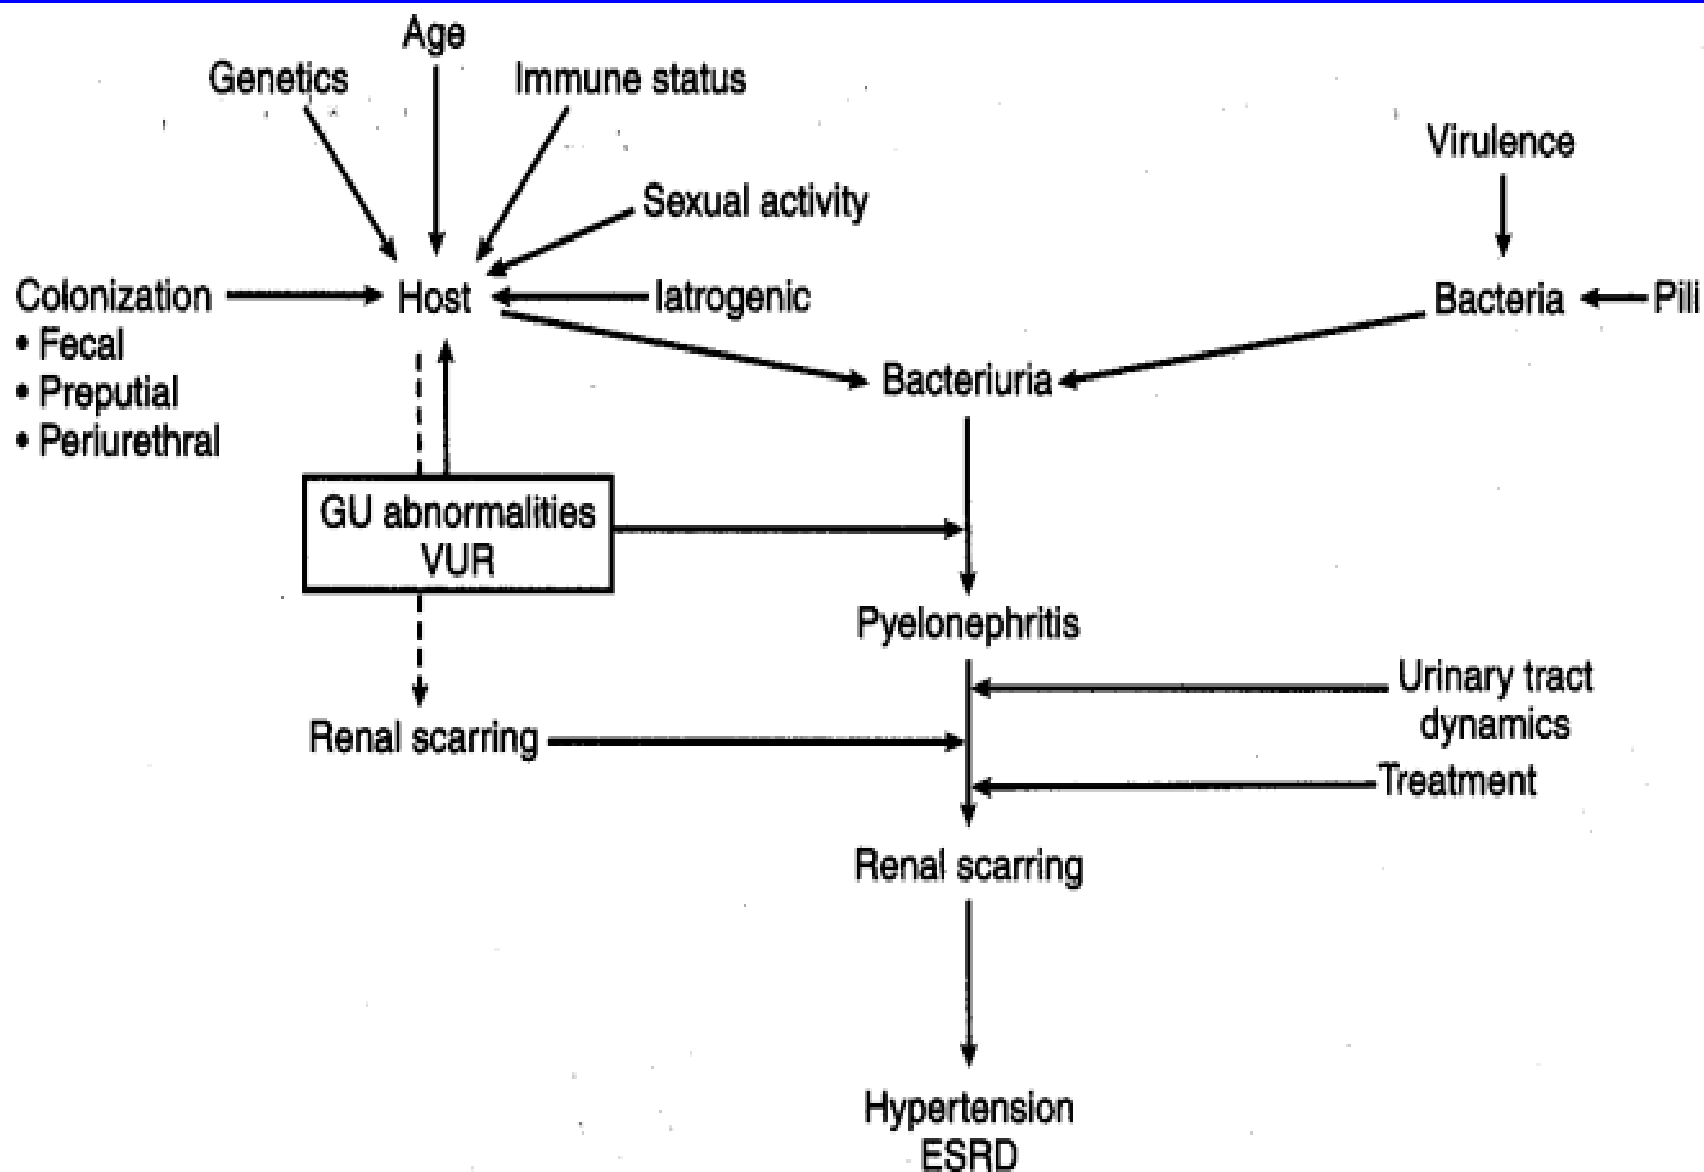 Age
Genetics
Immune status
Virulence
Sexual activity
Colonization
Host
Iatrogenic
Bacteria
Pili
• Fecal
• Preputial
• Periurethral
Bacteriuria
GU abnormalities
VUR
Pyelonephritis
Urinary tract
dynamics
Renal scarring
Treatment
Renal scarring
Hypertension
ESRD